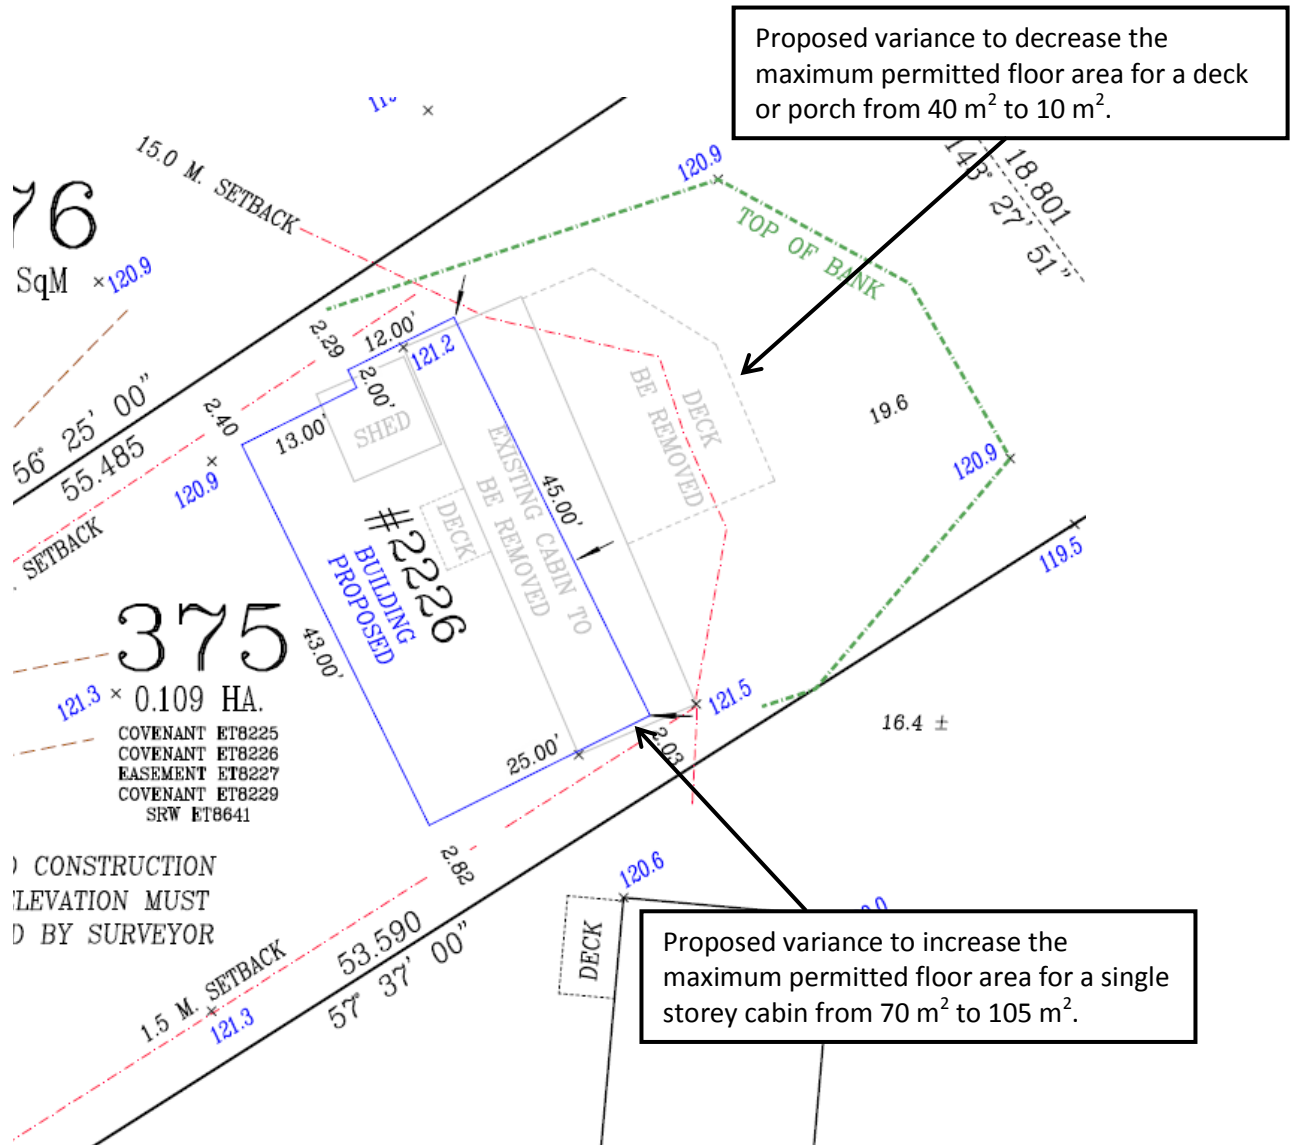 Proposed variance to decrease the
maximum permitted floor area for a deck
or porch from 40 m² to 10 m².
15.0 M. SETBACK
120.9
18.801
143° 27' 51"
TOP OF BANK
76
SqM
120.9
2.29
12.00'
121.2
2.00'
SHED
13.00'
2.40
56° 25' 00"
55.485
120.9
SETBACK
DECK
BE REMOVED
19.6
120.9
EXISTING CABIN TO
BE REMOVED
45.00'
DECK
#2226
BUILDING
PROPOSED
119.5
375
0.109 HA.
121.3
COVENANT ET8225
COVENANT ET8226
EASEMENT ET8227
COVENANT ET8229
SRW ET8641
43.00'
25.00'
121.5
2.03
16.4 ±
CONSTRUCTION
ELEVATION MUST
D BY SURVEYOR
2.82
120.6
DECK
53.590
57° 37' 00"
1.5 M. SETBACK
121.3
Proposed variance to increase the
maximum permitted floor area for a single
storey cabin from 70 m² to 105 m².